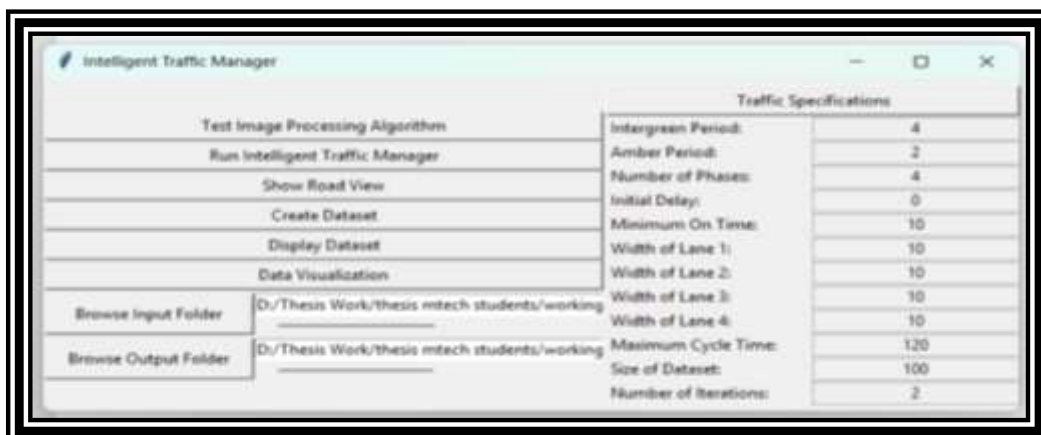 Intelligent Traffic Manager
Test Image Processing Algorithm
Run Intelligent Traffic Manager
Show Road View
Create Dataset
Display Dataset
Data Visualization
Browse Input Folder D:/Thesis Work/thesis mtech students/working
Browse Output Folder D:/Thesis Work/thesis mtech students/working
Traffic Specifications
Intergreen Period: 4
Amber Period: 2
Number of Phases: 4
Initial Delay: 0
Minimum On Time: 10
Width of Lane 1: 10
Width of Lane 2: 10
Width of Lane 3: 10
Width of Lane 4: 10
Maximum Cycle Time: 120
Size of Dataset: 100
Number of Iterations: 2